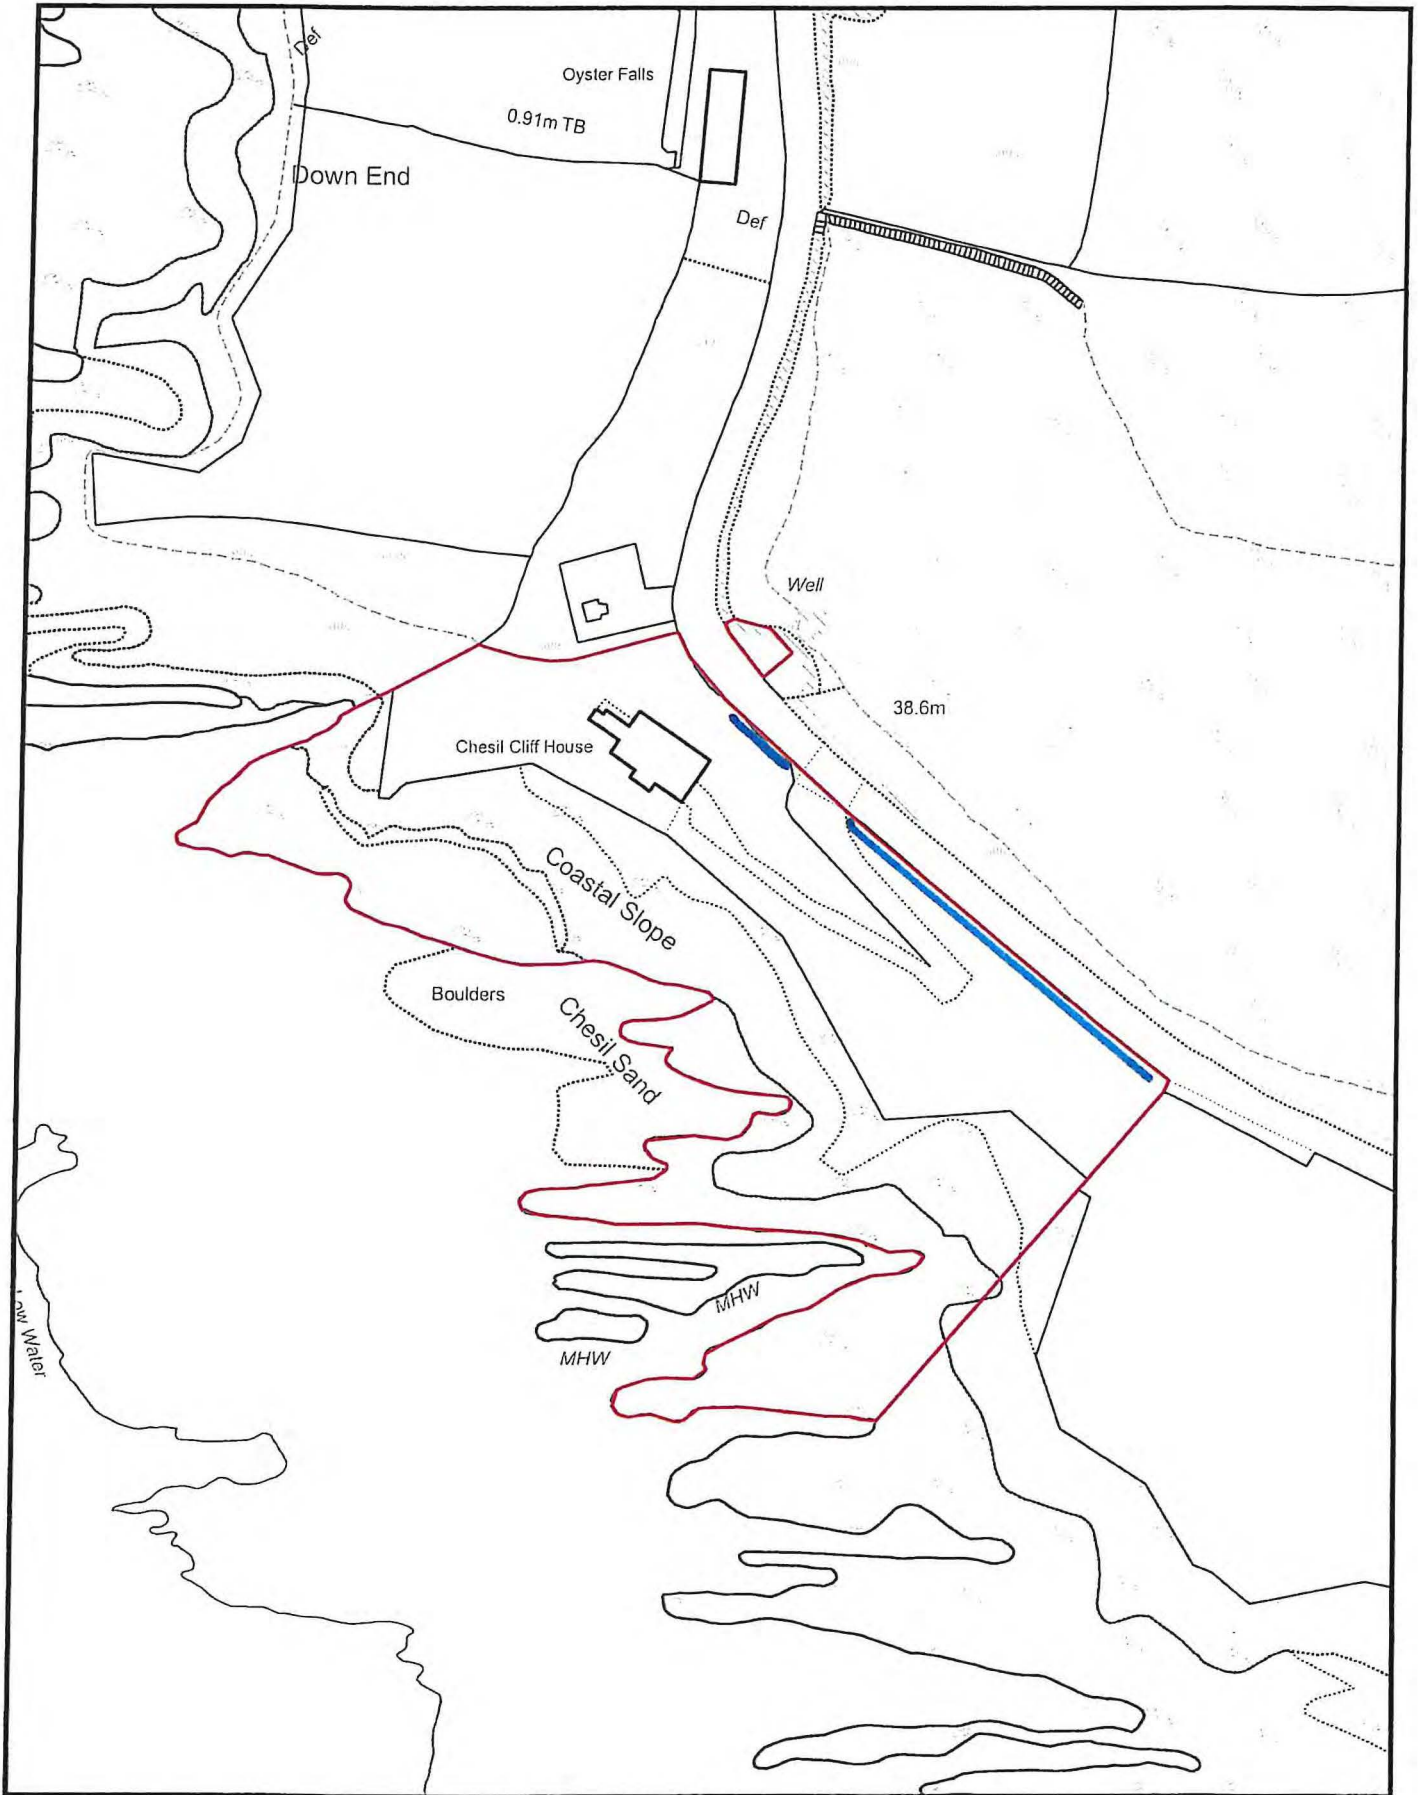 Def
Oyster Falls
0.91m TB
Down End
Def
Well
38.6m
Chesil Cliff House
Coastal Slope
Boulders
Chesil Sand
MHW
MHW
Low Water